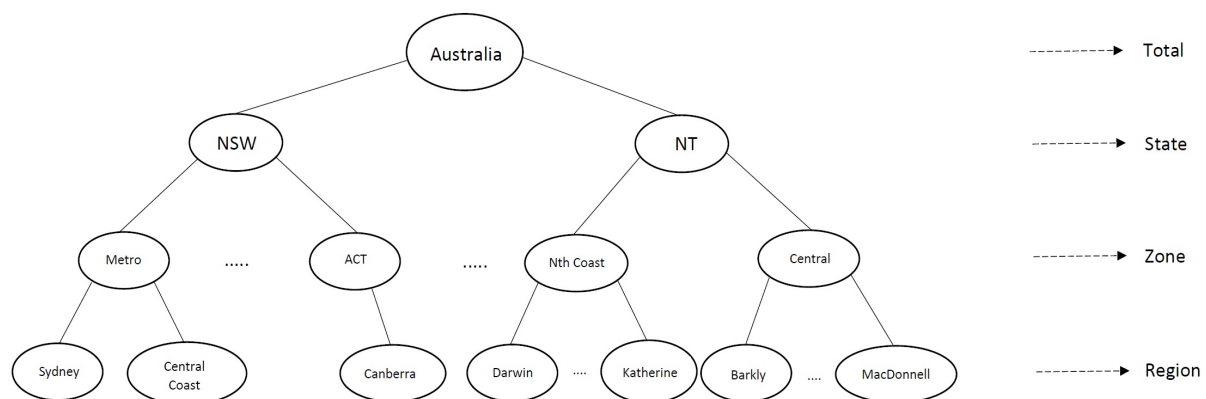 Australia
Total
NSW
NT
State
Metro
.....
ACT
.....
Nth Coast
Central
Zone
Sydney
Central
Coast
Canberra
Darwin
....
Katherine
Barkly
....
MacDonnell
Region